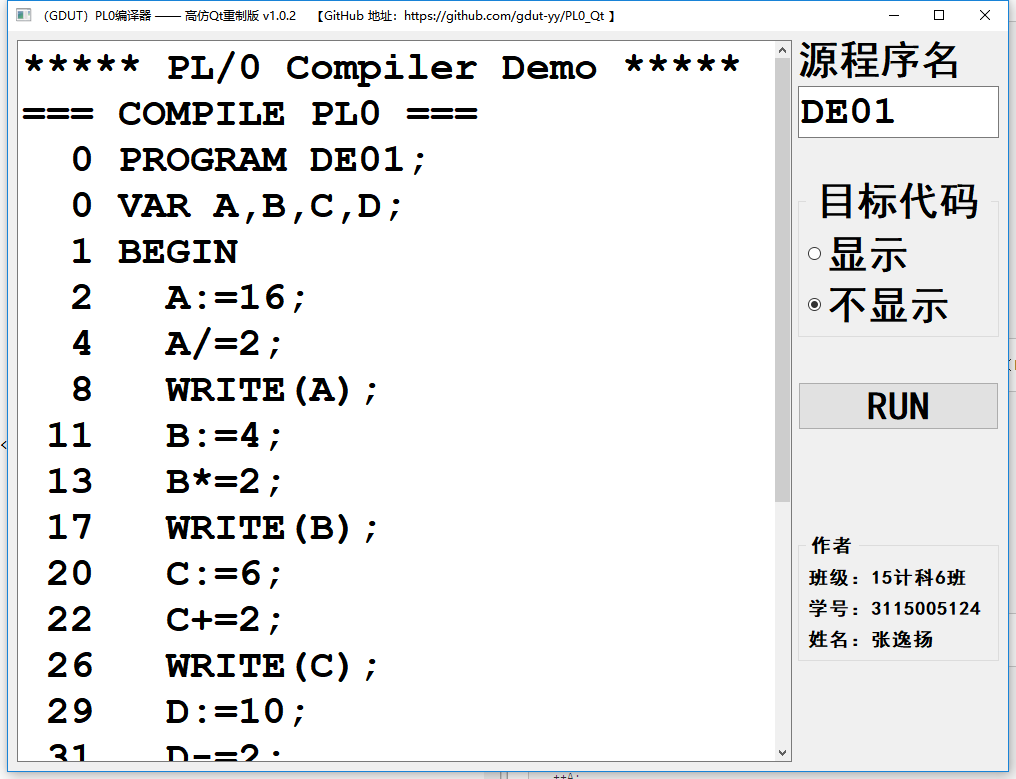 （GDUT）PL0编译器 —— 高仿Qt重制版 v1.0.2 【GitHub 地址：https://github.com/gdut-yy/PL0_Qt 】
***** PL/0 Compiler Demo *****
=== COMPILE PL0 ===
0 PROGRAM DE01;
0 VAR A,B,C,D;
1 BEGIN
2 A:=16;
4 A/=2;
8 WRITE(A);
11 B:=4;
13 B*=2;
17 WRITE(B);
20 C:=6;
22 C+=2;
26 WRITE(C);
29 D:=10;
31 D-=2;
源程序名
DE01
目标代码
显示
不显示
RUN
作者
班级：15计科6班
学号：3115005124
姓名：张逸扬
++A;